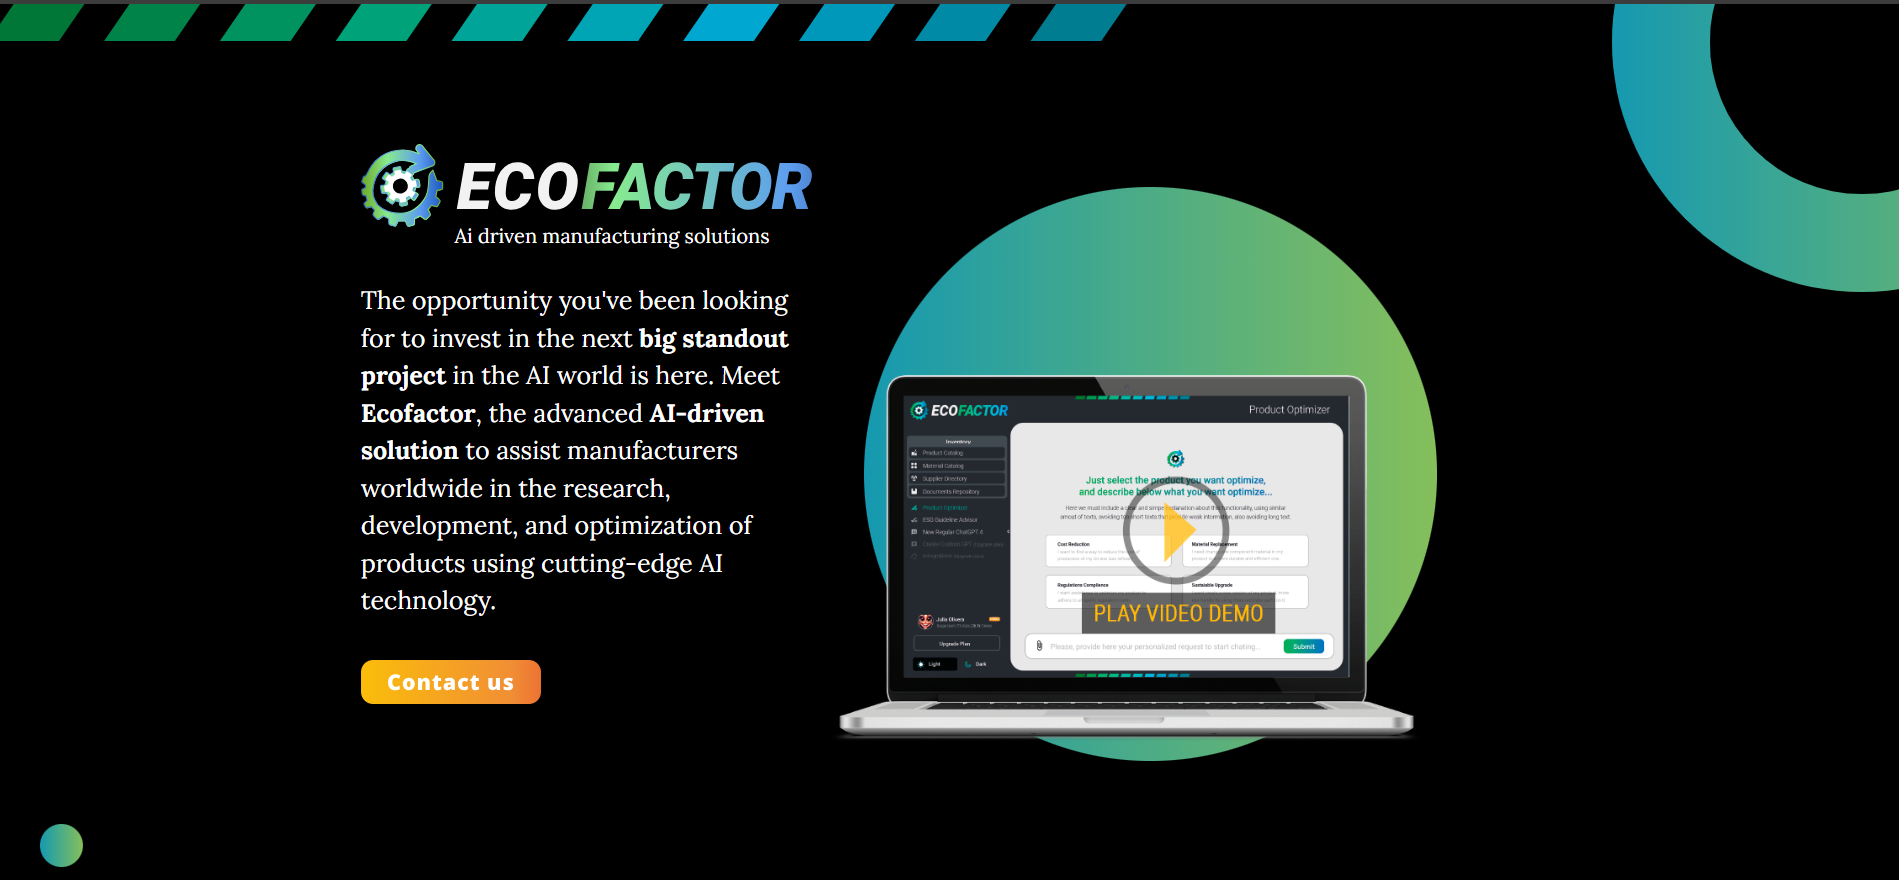 ECOFACTOR
Ai driven manufacturing solutions
The opportunity you've been looking
for to invest in the next big standout
project in the AI world is here. Meet
Ecofactor, the advanced AI-driven
solution to assist manufacturers
worldwide in the research,
development, and optimization of
products using cutting-edge AI
technology.
Contact us
ECOFACTOR
Product Optimizer
Inventory
Product Catalog
Material Catalog
Supplier Directory
Documents Repository
Product Optimizer
ESG Guideline Advisor
New Regular ChatGPT 4
Just select the product you want optimize,
and describe below what you want optimize...
Cost Reduction
Material Replacement
Regulations Compliance
PLAY VIDEO DEMO
Julia Olivera
Upgrade Plan
Light
Dark
Please, provide here your personalized request to start chating...
Submit